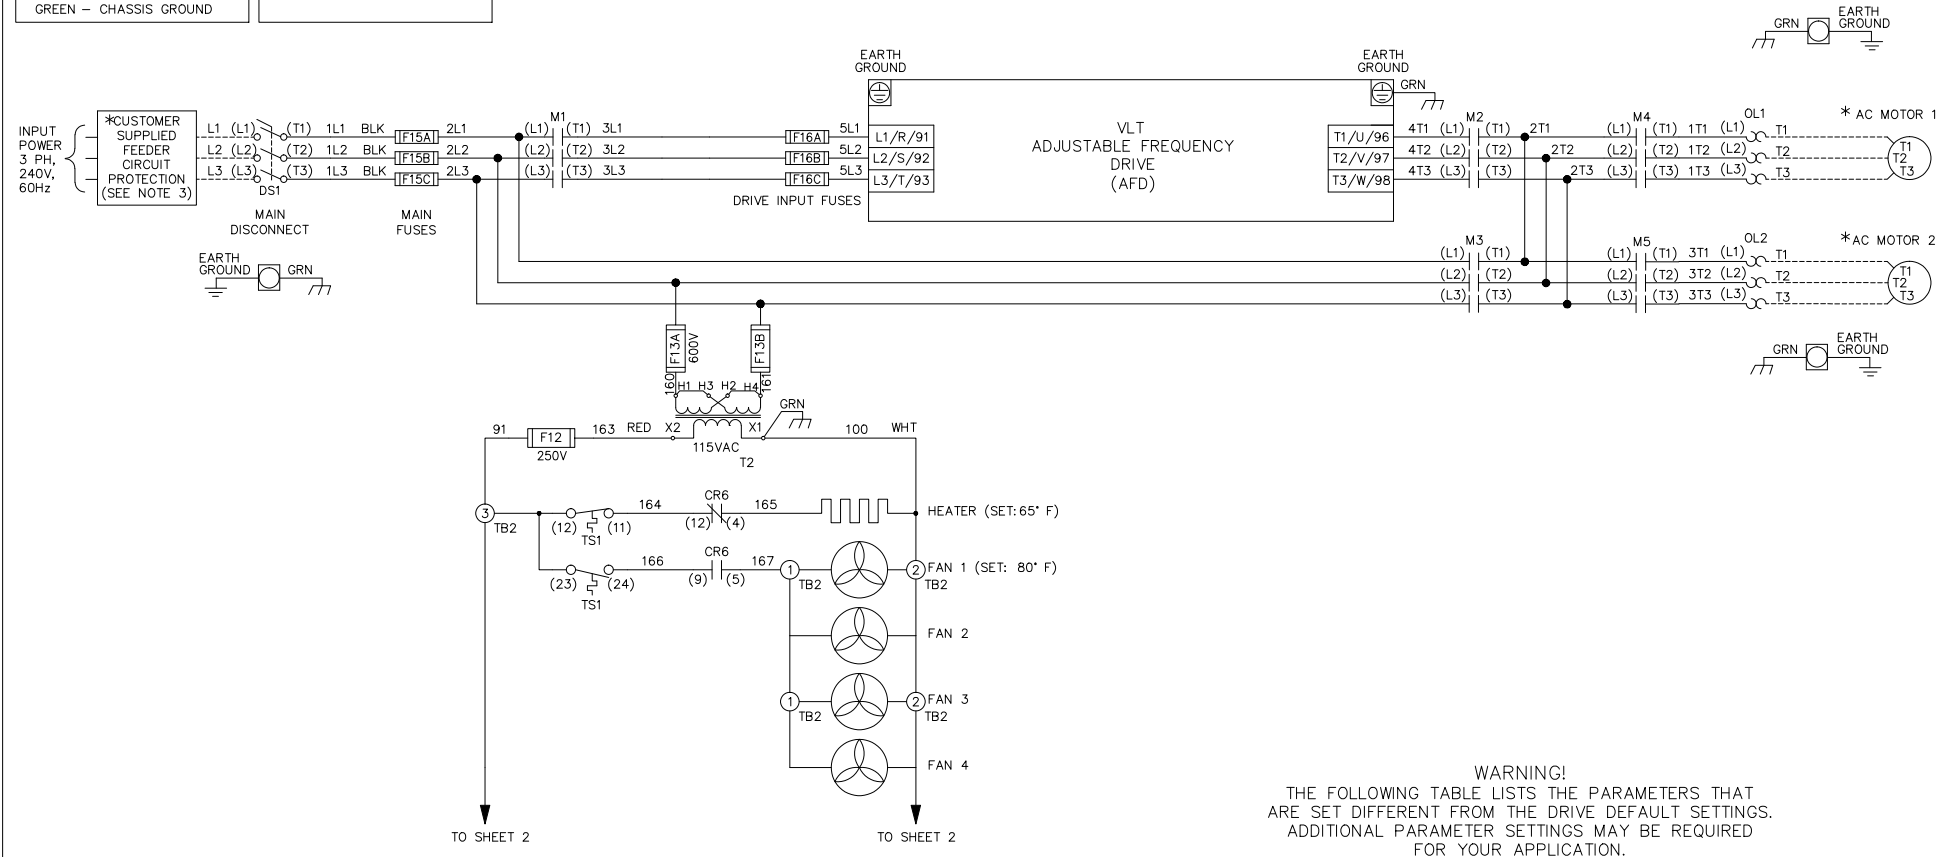 GREEN – CHASSIS GROUND
EARTH
GROUND
GRN
EARTH
GROUND
EARTH
GROUND
GRN
INPUT
POWER
3 PH,
240V,
60Hz
*CUSTOMER
SUPPLIED
FEEDER
CIRCUIT
PROTECTION
(SEE NOTE 3)
L1 (L1) (T1) 1L1 BLK F15A 2L1 (L1) M1 (T1) 3L1 F16A 5L1 L1/R/91
L2 (L2) (T2) 1L2 BLK F15B 2L2 (L2) (T2) 3L2 F16B 5L2 L2/S/92
L3 (L3) (T3) 1L3 BLK F15C 2L3 (L3) (T3) 3L3 F16C 5L3 L3/T/93
DS1
MAIN
DISCONNECT
MAIN
FUSES
DRIVE INPUT FUSES
VLT
ADJUSTABLE FREQUENCY
DRIVE
(AFD)
M2 M4 OL1 * AC MOTOR 1
T1/U/96 4T1 (L1) (T1) 2T1 (L1) (T1) 1T1 (L1) T1 T1
T2/V/97 4T2 (L2) (T2) 2T2 (L2) (T2) 1T2 (L2) T2 T2
T3/W/98 4T3 (L3) (T3) 2T3 (L3) (T3) 1T3 (L3) T3 T3
M3 M5 OL2 *AC MOTOR 2
(L1) (T1) (L1) (T1) 3T1 (L1) T1 T1
(L2) (T2) (L2) (T2) 3T2 (L2) T2 T2
(L3) (T3) (L3) (T3) 3T3 (L3) T3 T3
EARTH
GROUND
GRN
EARTH
GROUND
GRN
F13A
600V
F13B
160
161
H1 H3 H2 H4
GRN
91 F12 163 RED X2 X1 100 WHT
250V
115VAC
T2
3
TB2
(12) (11)
TS1
164
CR6
(12) (4)
165
HEATER (SET:65° F)
(23) (24)
TS1
166
CR6
(9) (5)
167
1
TB2
2
TB2
FAN 1 (SET: 80° F)
FAN 2
1
TB2
2
TB2
FAN 3
FAN 4
TO SHEET 2
TO SHEET 2
WARNING!
THE FOLLOWING TABLE LISTS THE PARAMETERS THAT
ARE SET DIFFERENT FROM THE DRIVE DEFAULT SETTINGS.
ADDITIONAL PARAMETER SETTINGS MAY BE REQUIRED
FOR YOUR APPLICATION.